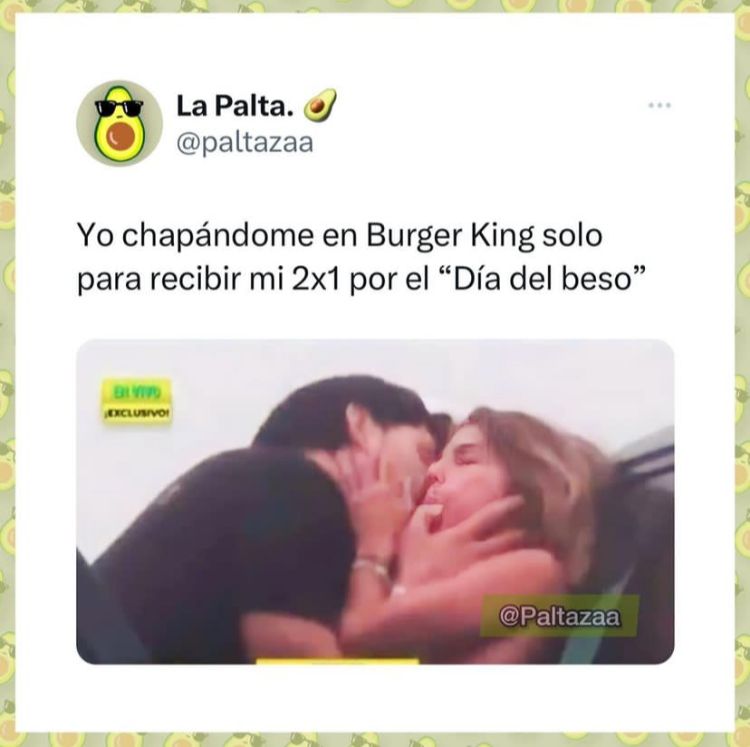 La Palta. 🥑
@paltazaa
Yo chapándome en Burger King solo
para recibir mi 2x1 por el “Día del beso”
EN VIVO
¡EXCLUSIVO!
@Paltazaa